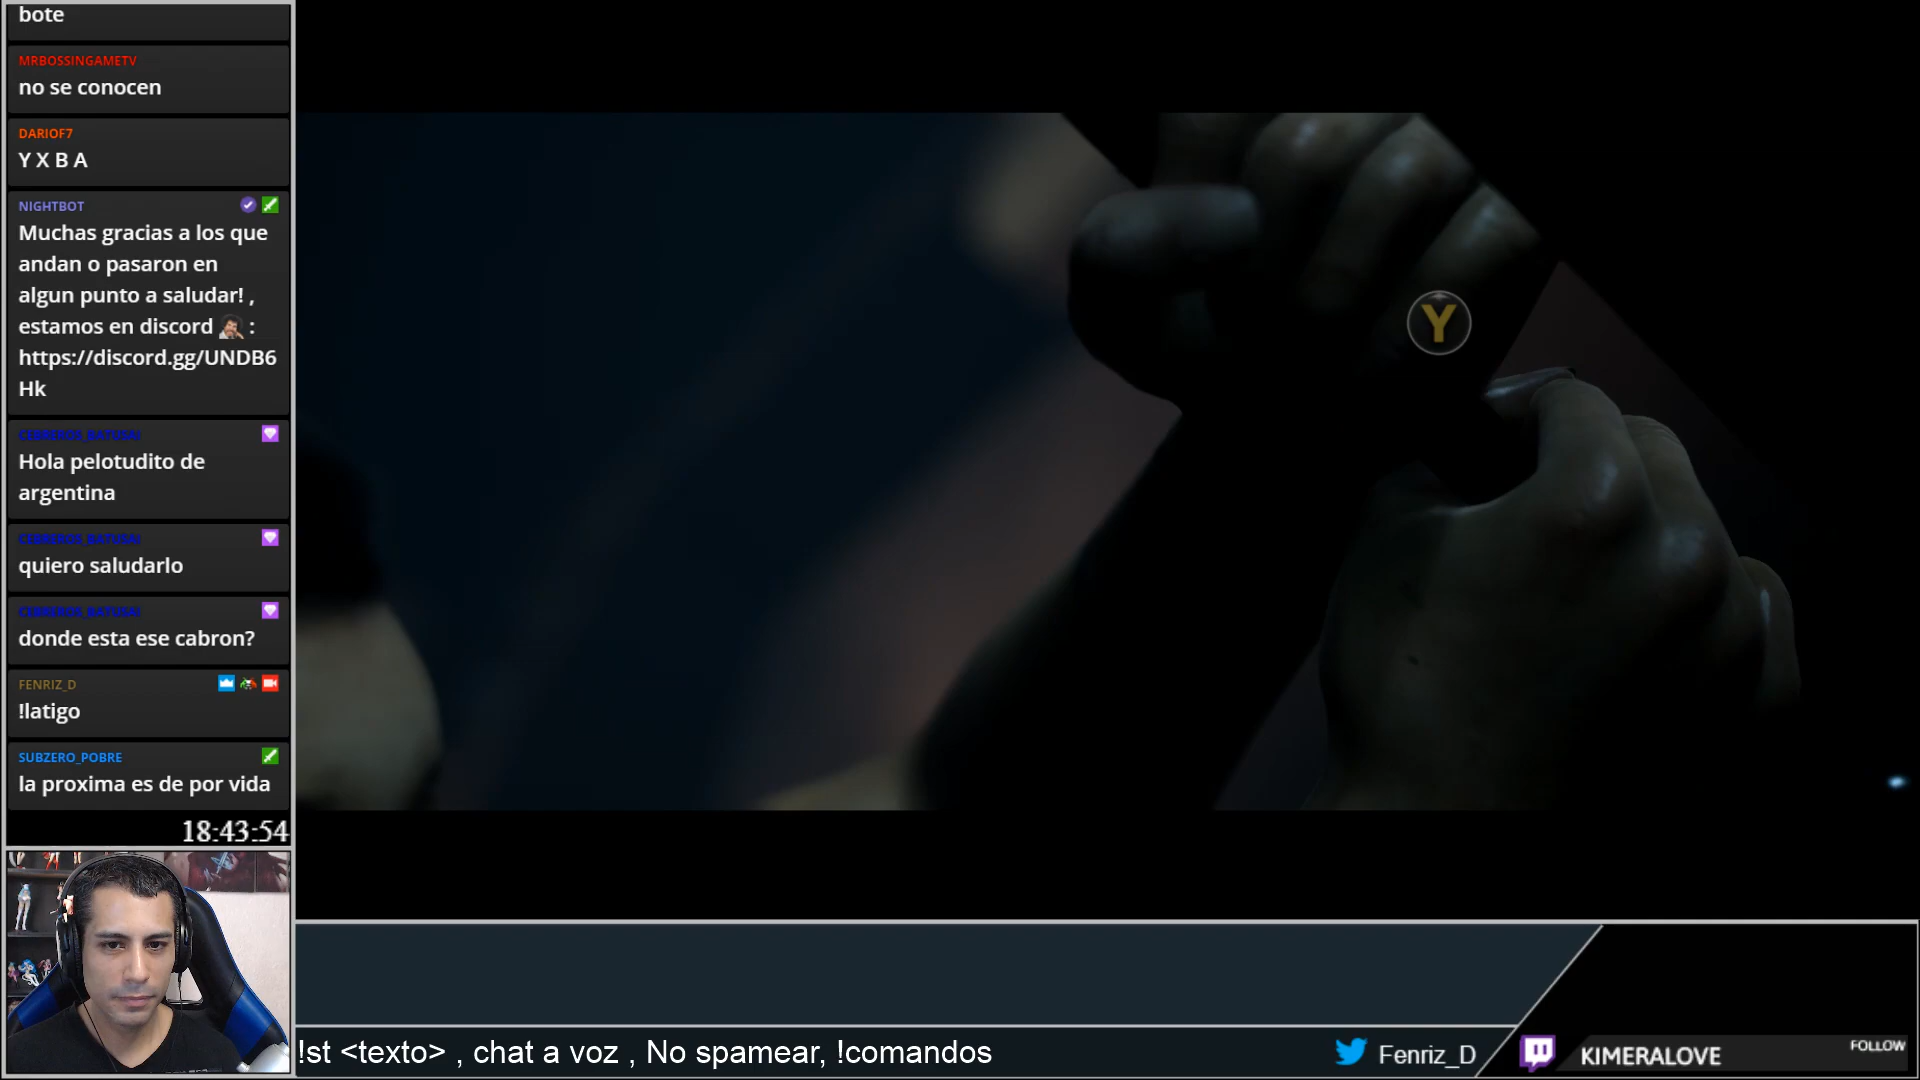 bote
MRBOSSINGAMETV
no se conocen
DARIOF7
Y X B A
NIGHTBOT
Muchas gracias a los que
andan o pasaron en
algun punto a saludar! ,
estamos en discord :
https://discord.gg/UNDB6
Hk
Hola pelotudito de
argentina
quiero saludarlo
donde esta ese cabron?
FENRIZ_D
!latigo
SUBZERO_POBRE
la proxima es de por vida
18:43:54
Y
!st <texto> , chat a voz , No spamear, !comandos
Fenriz_D
KIMERALOVE
FOLLOW